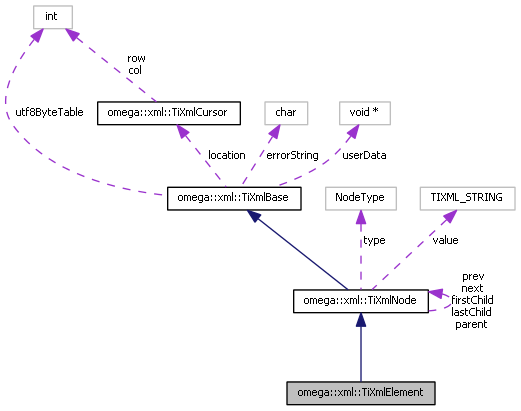 int
row
col
utf8ByteTable
omega::xml::TiXmlCursor
char
void *
location
errorString
userData
omega::xml::TiXmlBase
NodeType
TIXML_STRING
type
value
prev
next
firstChild
lastChild
parent
omega::xml::TiXmlNode
omega::xml::TiXmlElement